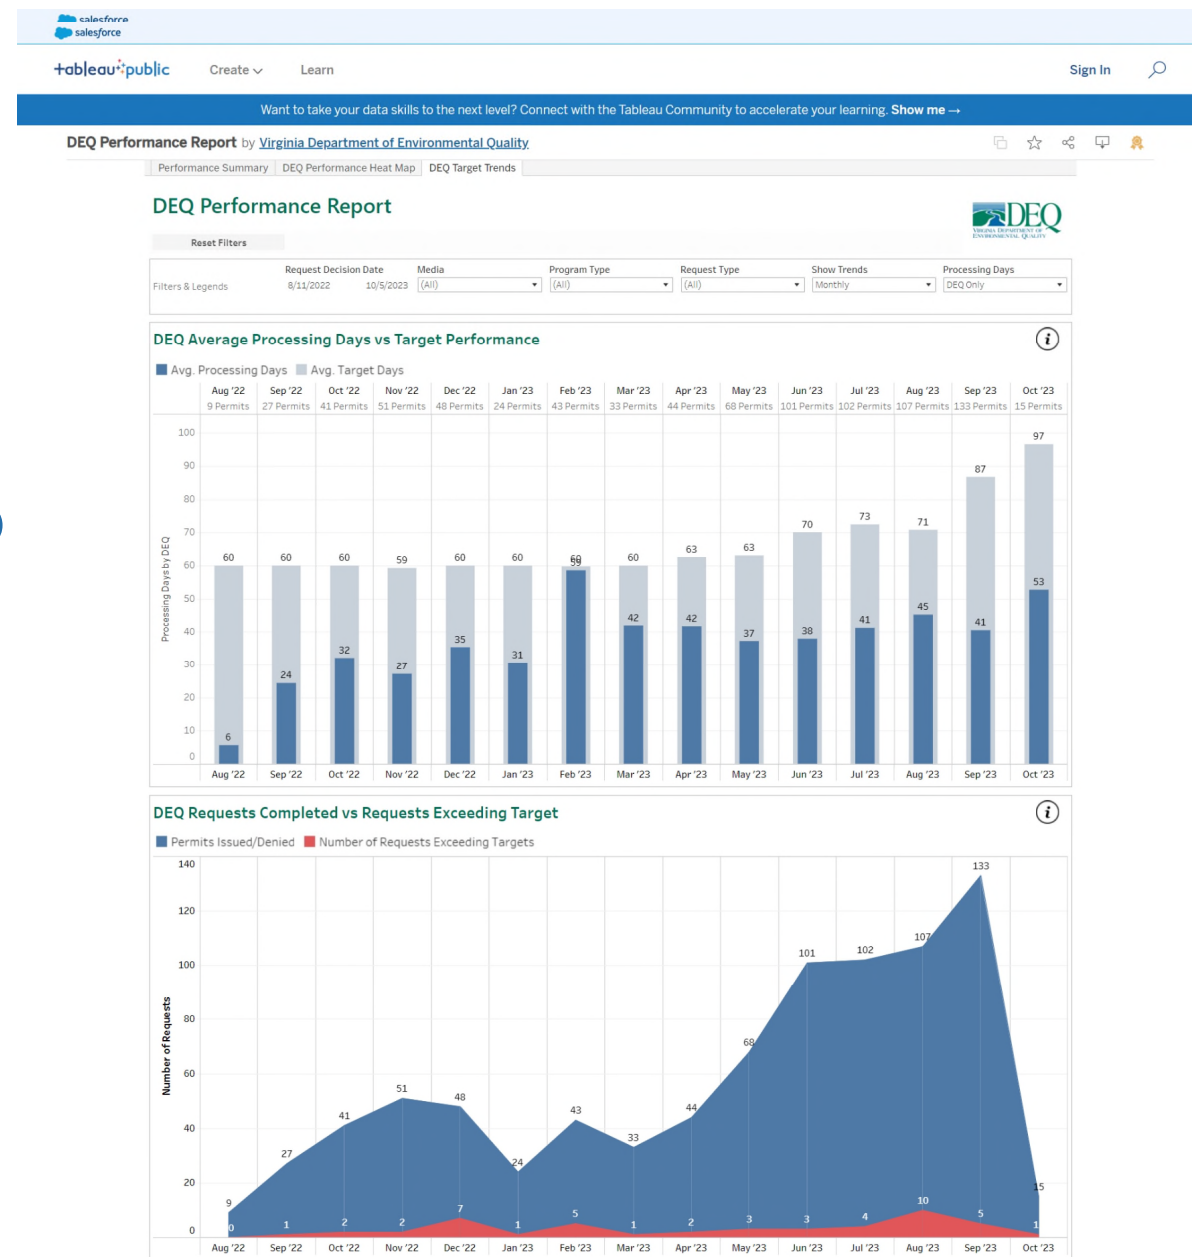 salesforce
salesforce
+ableau public Create Learn Sign In
Want to take your data skills to the next level? Connect with the Tableau Community to accelerate your learning. Show me →
DEQ Performance Report by Virginia Department of Environmental Quality
Performance Summary DEQ Performance Heat Map DEQ Target Trends
DEQ Performance Report
DEQ
VIRGINIA DEPARTMENT OF
ENVIRONMENTAL QUALITY
Reset Filters
Request Decision Date Media Program Type Request Type Show Trends Processing Days
Filters & Legends 8/11/2022 10/5/2023 (All) (All) (All) Monthly DEQ Only
DEQ Average Processing Days vs Target Performance
i
Avg. Processing Days Avg. Target Days
Aug '22 Sep '22 Oct '22 Nov '22 Dec '22 Jan '23 Feb '23 Mar '23 Apr '23 May '23 Jun '23 Jul '23 Aug '23 Sep '23 Oct '23
9 Permits 27 Permits 41 Permits 51 Permits 48 Permits 24 Permits 43 Permits 33 Permits 44 Permits 68 Permits 101 Permits 102 Permits 107 Permits 133 Permits 15 Permits
Processing Days by DEQ
100
90
80
70
60
50
40
30
20
10
0
60 60 60 59 60 60 60 60 63 63 70 73 71 87 97
6 24 32 27 35 31 59 42 42 37 38 41 45 41 53
Aug '22 Sep '22 Oct '22 Nov '22 Dec '22 Jan '23 Feb '23 Mar '23 Apr '23 May '23 Jun '23 Jul '23 Aug '23 Sep '23 Oct '23
DEQ Requests Completed vs Requests Exceeding Target
i
Permits Issued/Denied Number of Requests Exceeding Targets
Number of Requests
140
120
100
80
60
40
20
0
9 27 41 51 48 24 43 33 44 68 101 102 107 133 15
0 1 2 2 7 1 5 1 2 3 3 4 10 5 1
Aug '22 Sep '22 Oct '22 Nov '22 Dec '22 Jan '23 Feb '23 Mar '23 Apr '23 May '23 Jun '23 Jul '23 Aug '23 Sep '23 Oct '23